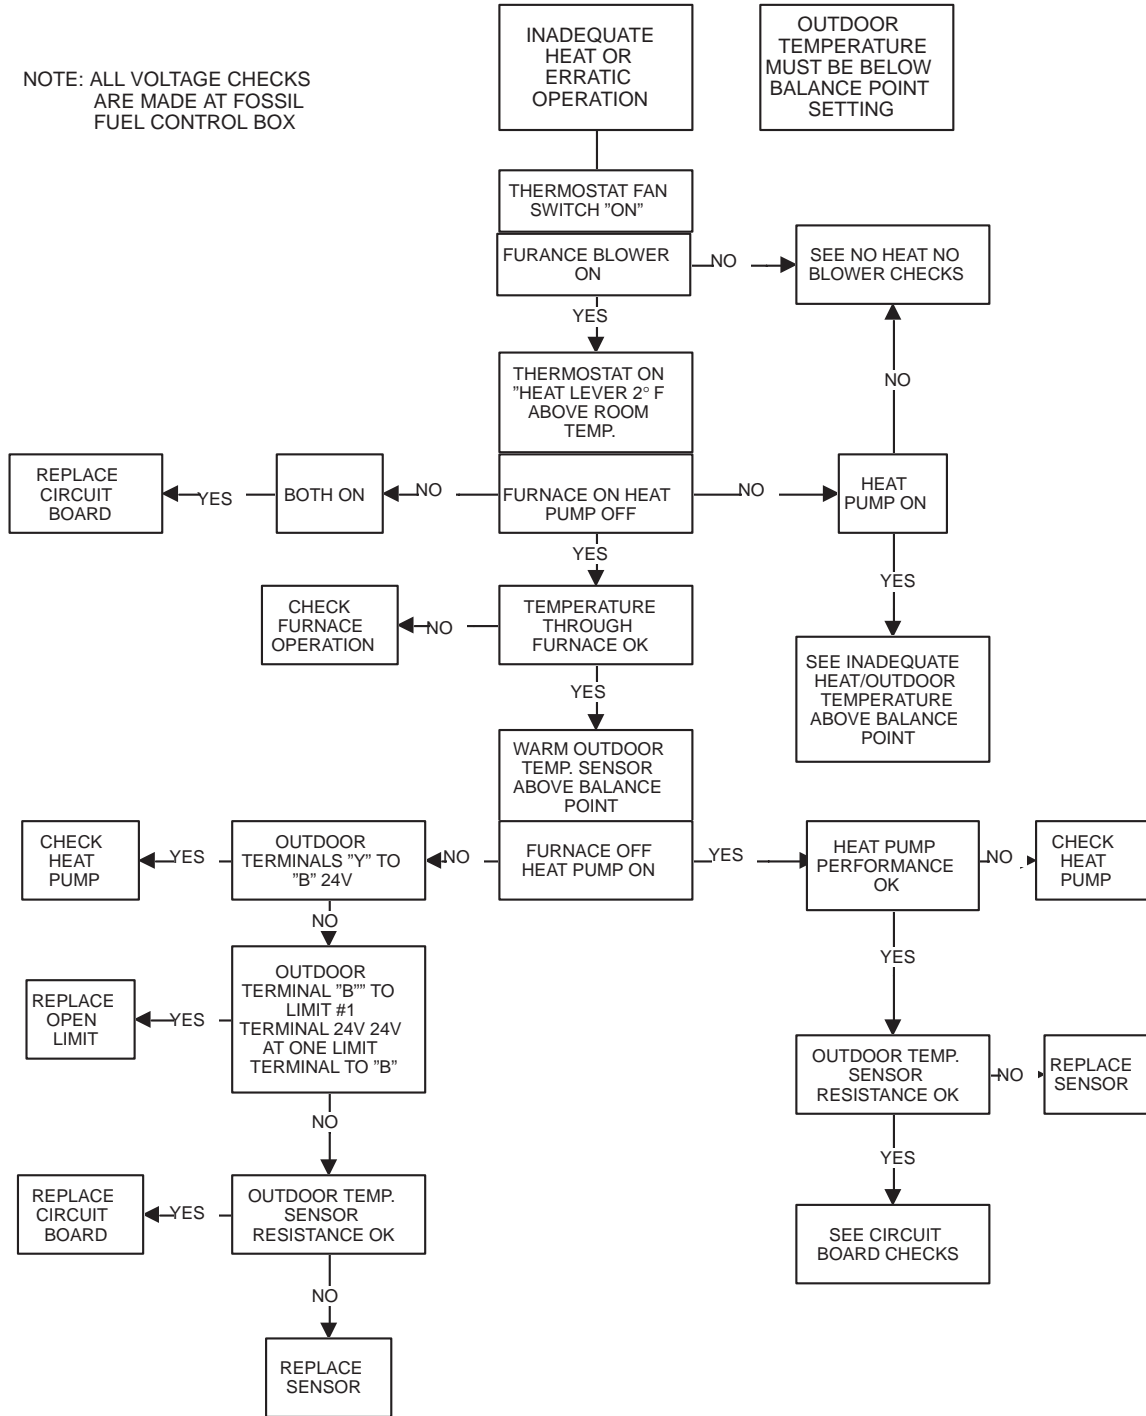 NOTE: ALL VOLTAGE CHECKS
ARE MADE AT FOSSIL
FUEL CONTROL BOX
INADEQUATE
HEAT OR
ERRATIC
OPERATION
OUTDOOR
TEMPERATURE
MUST BE BELOW
BALANCE POINT
SETTING
THERMOSTAT FAN
SWITCH ”ON”
FURANCE BLOWER
ON
NO
SEE NO HEAT NO
BLOWER CHECKS
YES
THERMOSTAT ON
”HEAT LEVER 2° F
ABOVE ROOM
TEMP.
NO
REPLACE
CIRCUIT
BOARD
YES
BOTH ON
NO
FURNACE ON HEAT
PUMP OFF
NO
HEAT
PUMP ON
YES
YES
CHECK
FURNACE
OPERATION
NO
TEMPERATURE
THROUGH
FURNACE OK
SEE INADEQUATE
HEAT/OUTDOOR
TEMPERATURE
ABOVE BALANCE
POINT
YES
WARM OUTDOOR
TEMP. SENSOR
ABOVE BALANCE
POINT
CHECK
HEAT
PUMP
YES
OUTDOOR
TERMINALS ”Y” TO
”B” 24V
NO
FURNACE OFF
HEAT PUMP ON
YES
HEAT PUMP
PERFORMANCE
OK
NO
CHECK
HEAT
PUMP
NO
YES
REPLACE
OPEN
LIMIT
YES
OUTDOOR
TERMINAL ”B”” TO
LIMIT #1
TERMINAL 24V 24V
AT ONE LIMIT
TERMINAL TO ”B”
OUTDOOR TEMP.
SENSOR
RESISTANCE OK
NO
REPLACE
SENSOR
NO
YES
REPLACE
CIRCUIT
BOARD
YES
OUTDOOR TEMP.
SENSOR
RESISTANCE OK
SEE CIRCUIT
BOARD CHECKS
NO
REPLACE
SENSOR